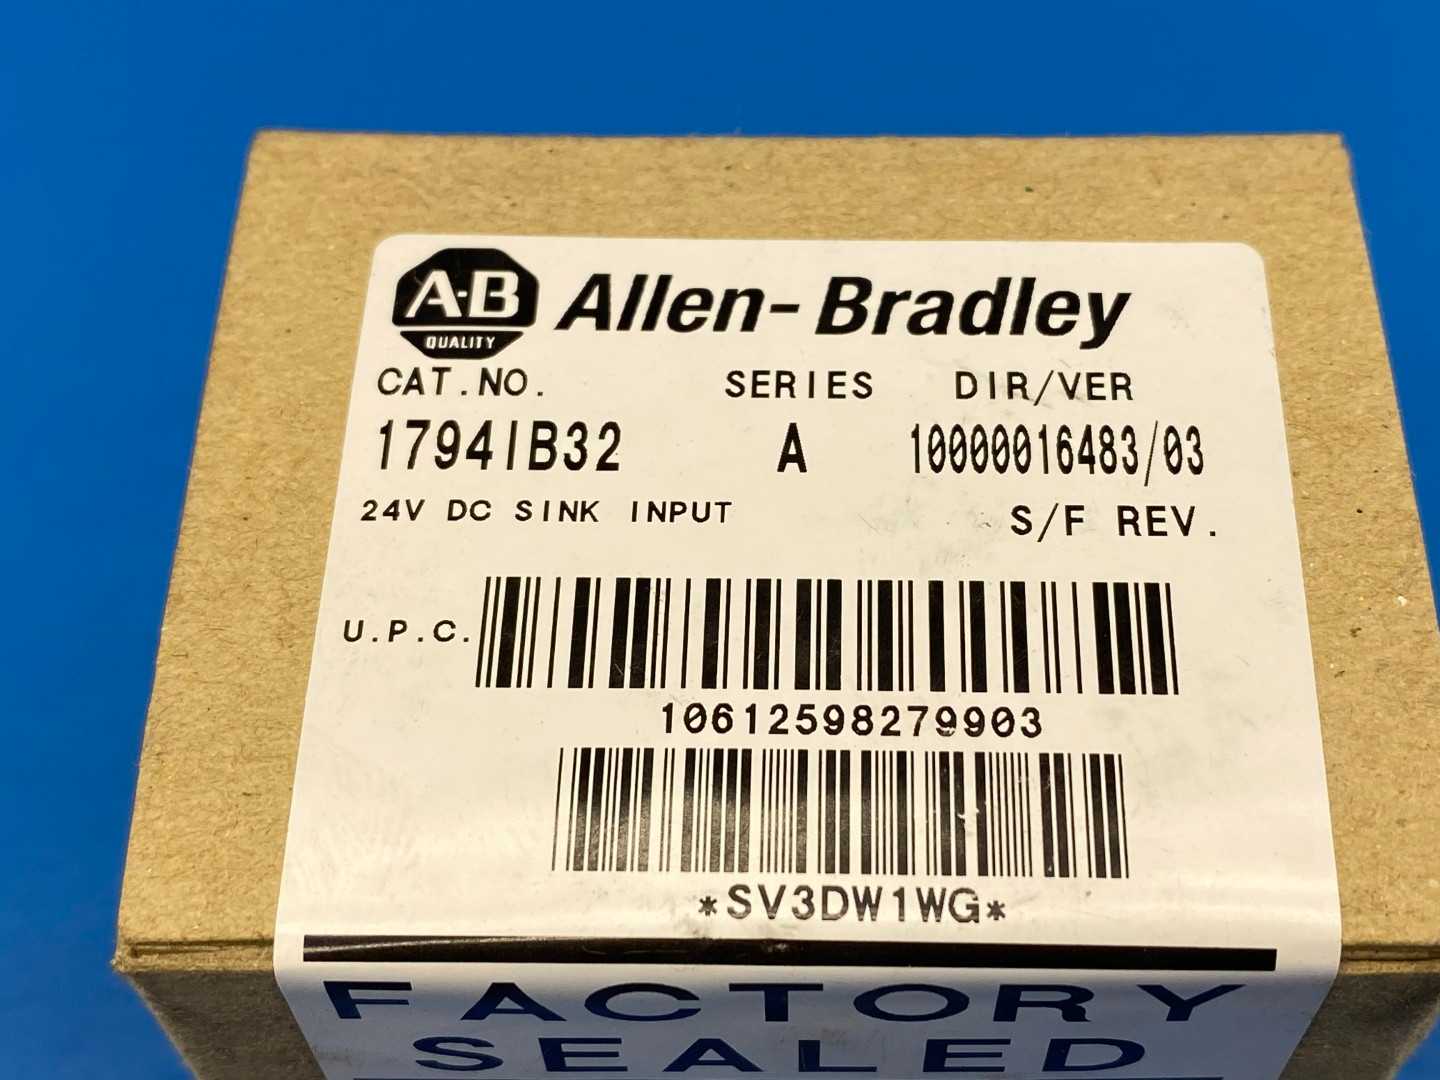 A·B QUALITY
Allen-Bradley
CAT.NO. SERIES DIR/VER
1794IB32 A 10000016483/03
24V DC SINK INPUT S/F REV.
U.P.C.
10612598279903
*SV3DW1WG*
FACTORY
SEALED